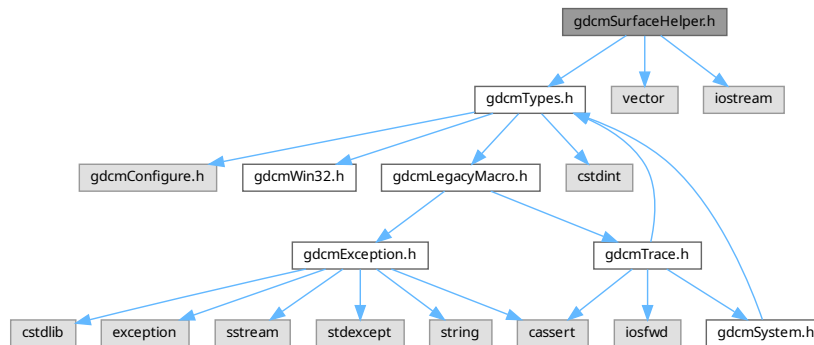 gdcmSurfaceHelper.h
gdcmTypes.h
vector
iostream
gdcmConfigure.h
gdcmWin32.h
gdcmLegacyMacro.h
cstdint
gdcmException.h
gdcmTrace.h
cstdlib
exception
sstream
stdexcept
string
cassert
iosfwd
gdcmSystem.h